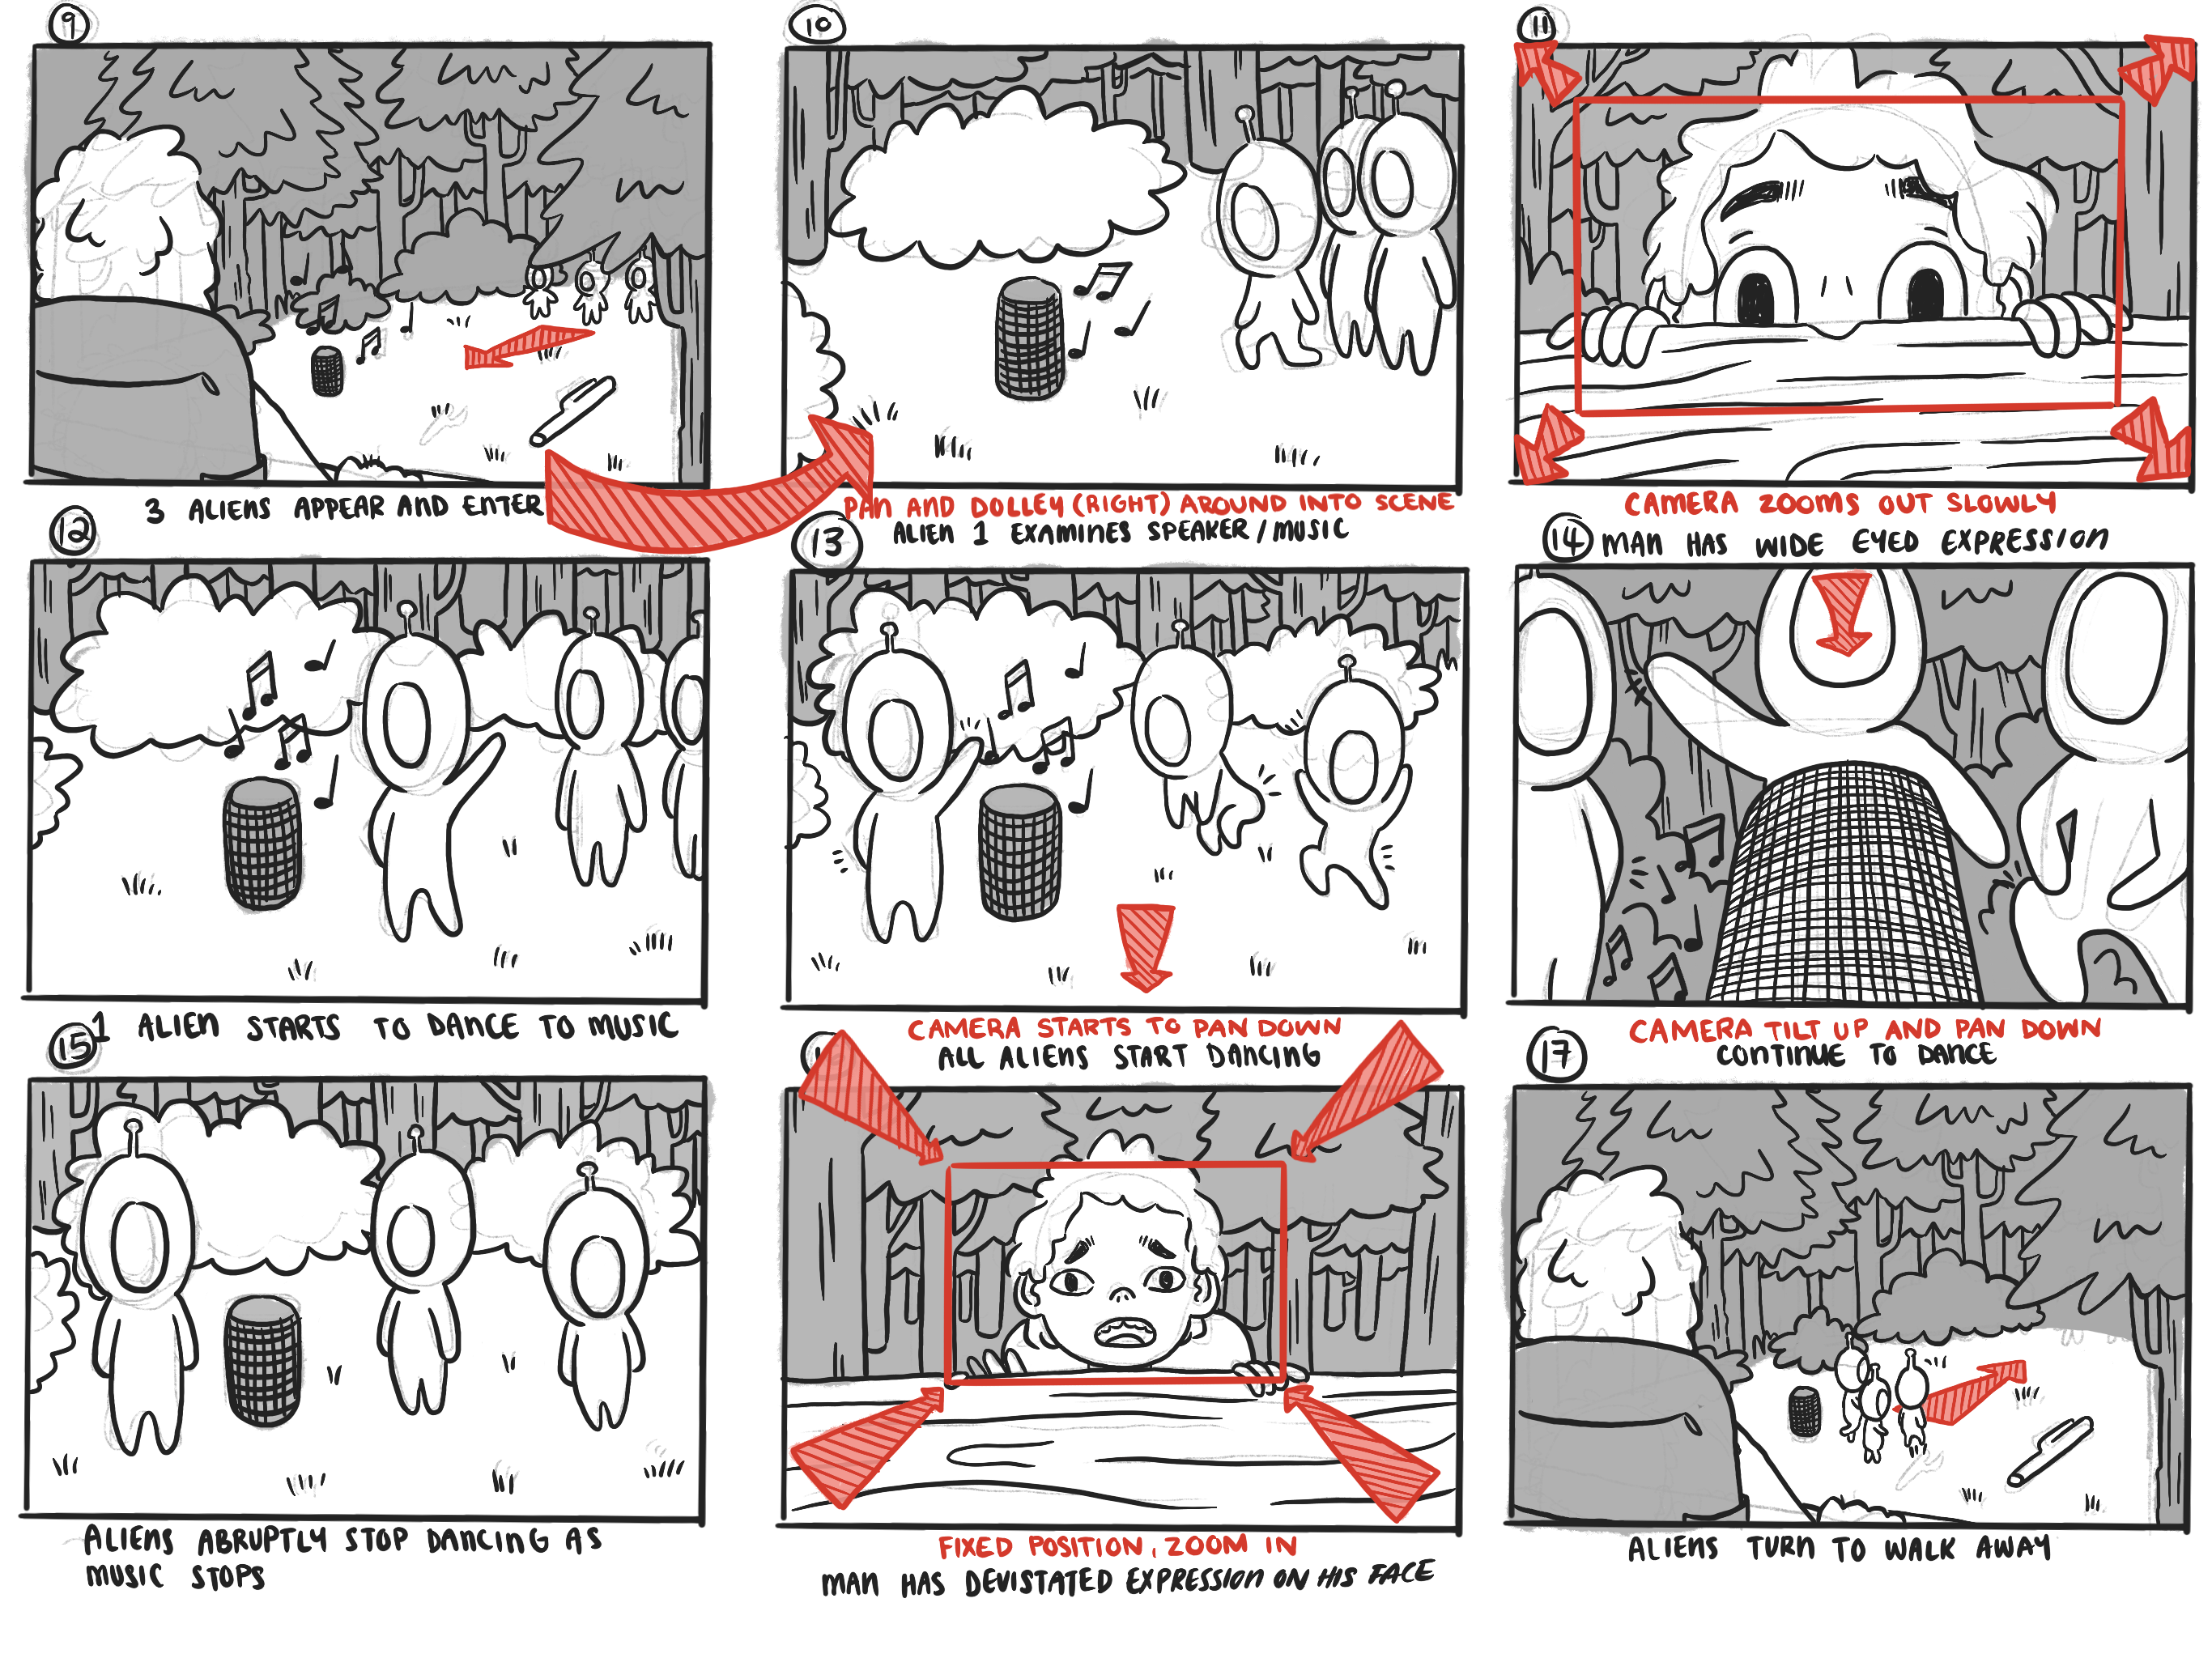 9
10
11
3 ALIENS APPEAR AND ENTER
PAN AND DOLLEY (RIGHT) AROUND INTO SCENE
ALIEN 1 EXAMINES SPEAKER / MUSIC
CAMERA ZOOMS OUT SLOWLY
MAN HAS WIDE EYED EXPRESSION
12
13
14
1 ALIEN STARTS TO DANCE TO MUSIC
CAMERA STARTS TO PAN DOWN
ALL ALIENS START DANCING
CAMERA TILT UP AND PAN DOWN
CONTINUE TO DANCE
15
17
ALIENS ABRUPTLY STOP DANCING AS
MUSIC STOPS
FIXED POSITION, ZOOM IN
MAN HAS DEVISTATED EXPRESSION ON HIS FACE
ALIENS TURN TO WALK AWAY